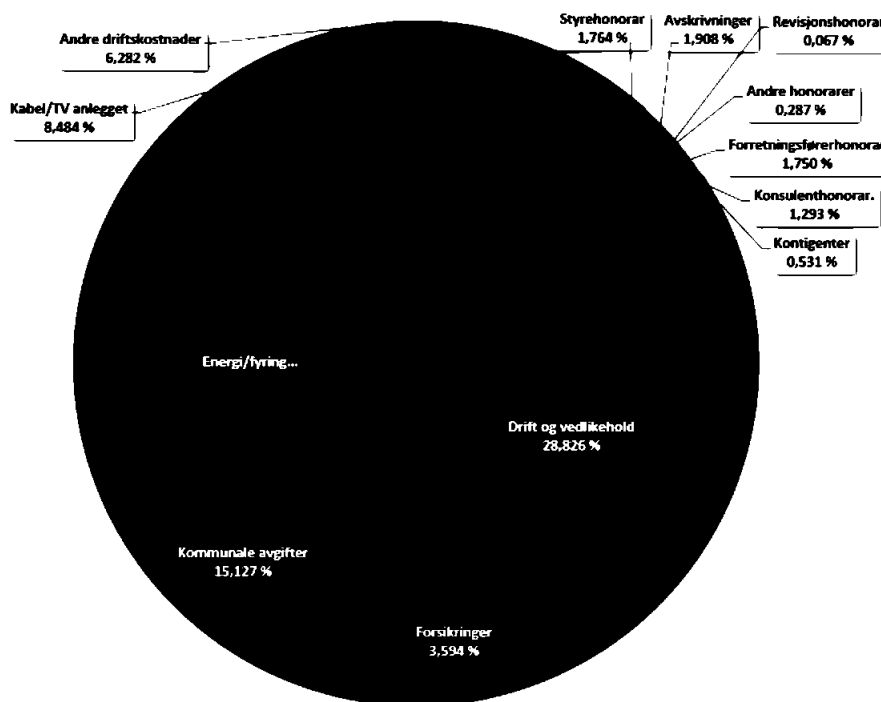 Andre driftskostnader
6,282 %
Kabel/TV anlegget
8,484 %
Styrehonorar
1,764 %
Avskrivninger
1,908 %
Revisjonshonorar
0,067 %
Andre honorarer
0,287 %
Forretningsførerhonorar
1,750 %
Konsulenthonorar.
1,293 %
Kontigenter
0,531 %
Energi/fyring...
Drift og vedlikehold
28,826 %
Kommunale avgifter
15,127 %
Forsikringer
3,594 %